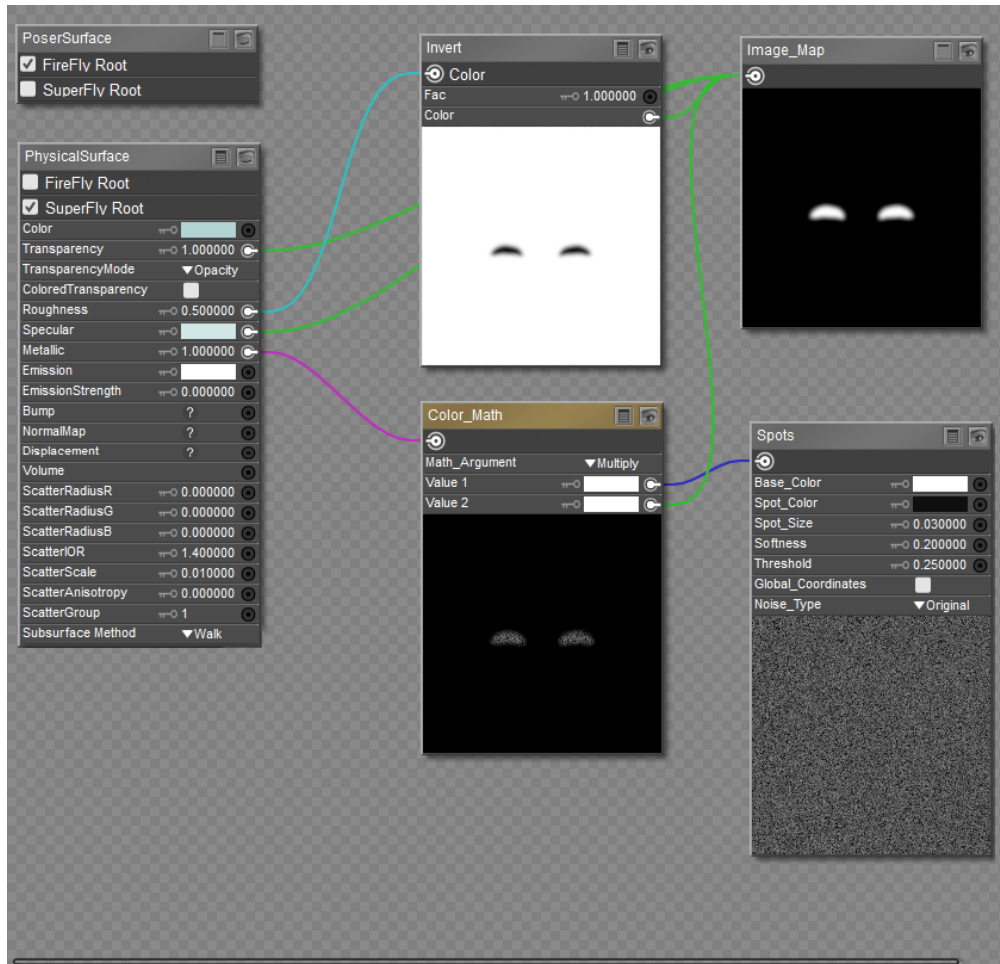 PoserSurface
FireFly Root
SuperFly Root
PhysicalSurface
FireFly Root
SuperFly Root
Color
Transparency 1.000000
TransparencyMode Opacity
ColoredTransparency
Roughness 0.500000
Specular
Metallic 1.000000
Emission
EmissionStrength 0.000000
Bump ?
NormalMap ?
Displacement ?
Volume
ScatterRadiusR 0.000000
ScatterRadiusG 0.000000
ScatterRadiusB 0.000000
ScatterIOR 1.400000
ScatterScale 0.010000
ScatterAnisotropy 0.000000
ScatterGroup 1
Subsurface Method Walk
Invert
Color
Fac 1.000000
Color
Color_Math
Math_Argument Multiply
Value 1
Value 2
Image_Map
Spots
Base_Color
Spot_Color
Spot_Size 0.030000
Softness 0.200000
Threshold 0.250000
Global_Coordinates
Noise_Type Original